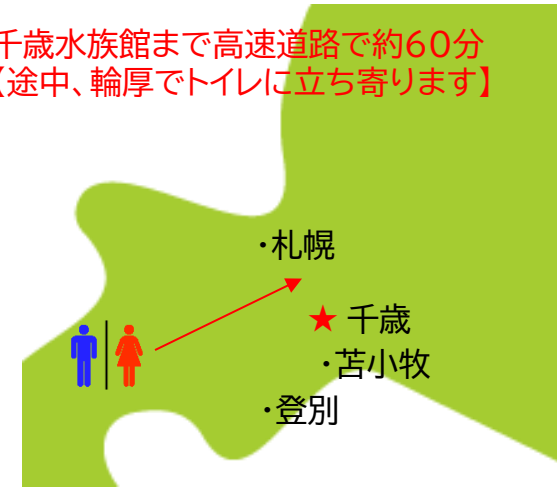 千歳水族館まで高速道路で約60分
【途中、輪厚でトイレに立ち寄ります】
・札幌
★ 千歳
・苫小牧
・登別